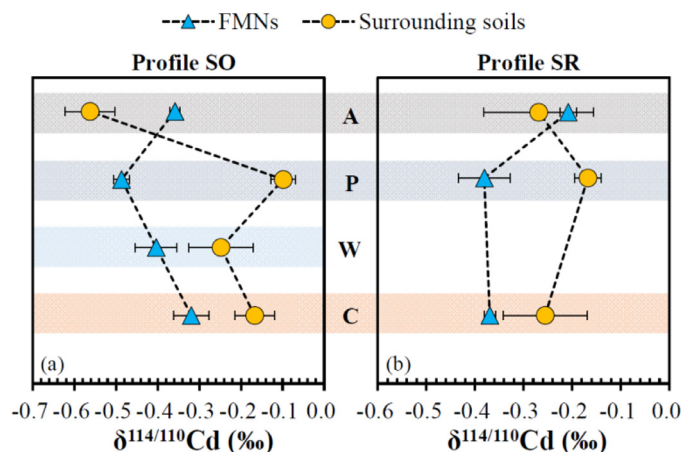 FMNs Surrounding soils
Profile SO Profile SR
A
P
W
C
(a) (b)
-0.7 -0.6 -0.5 -0.4 -0.3 -0.2 -0.1 0.0 -0.6 -0.5 -0.4 -0.3 -0.2 -0.1 0.0
δ¹¹⁴/¹¹⁰Cd (‰) δ¹¹⁴/¹¹⁰Cd (‰)